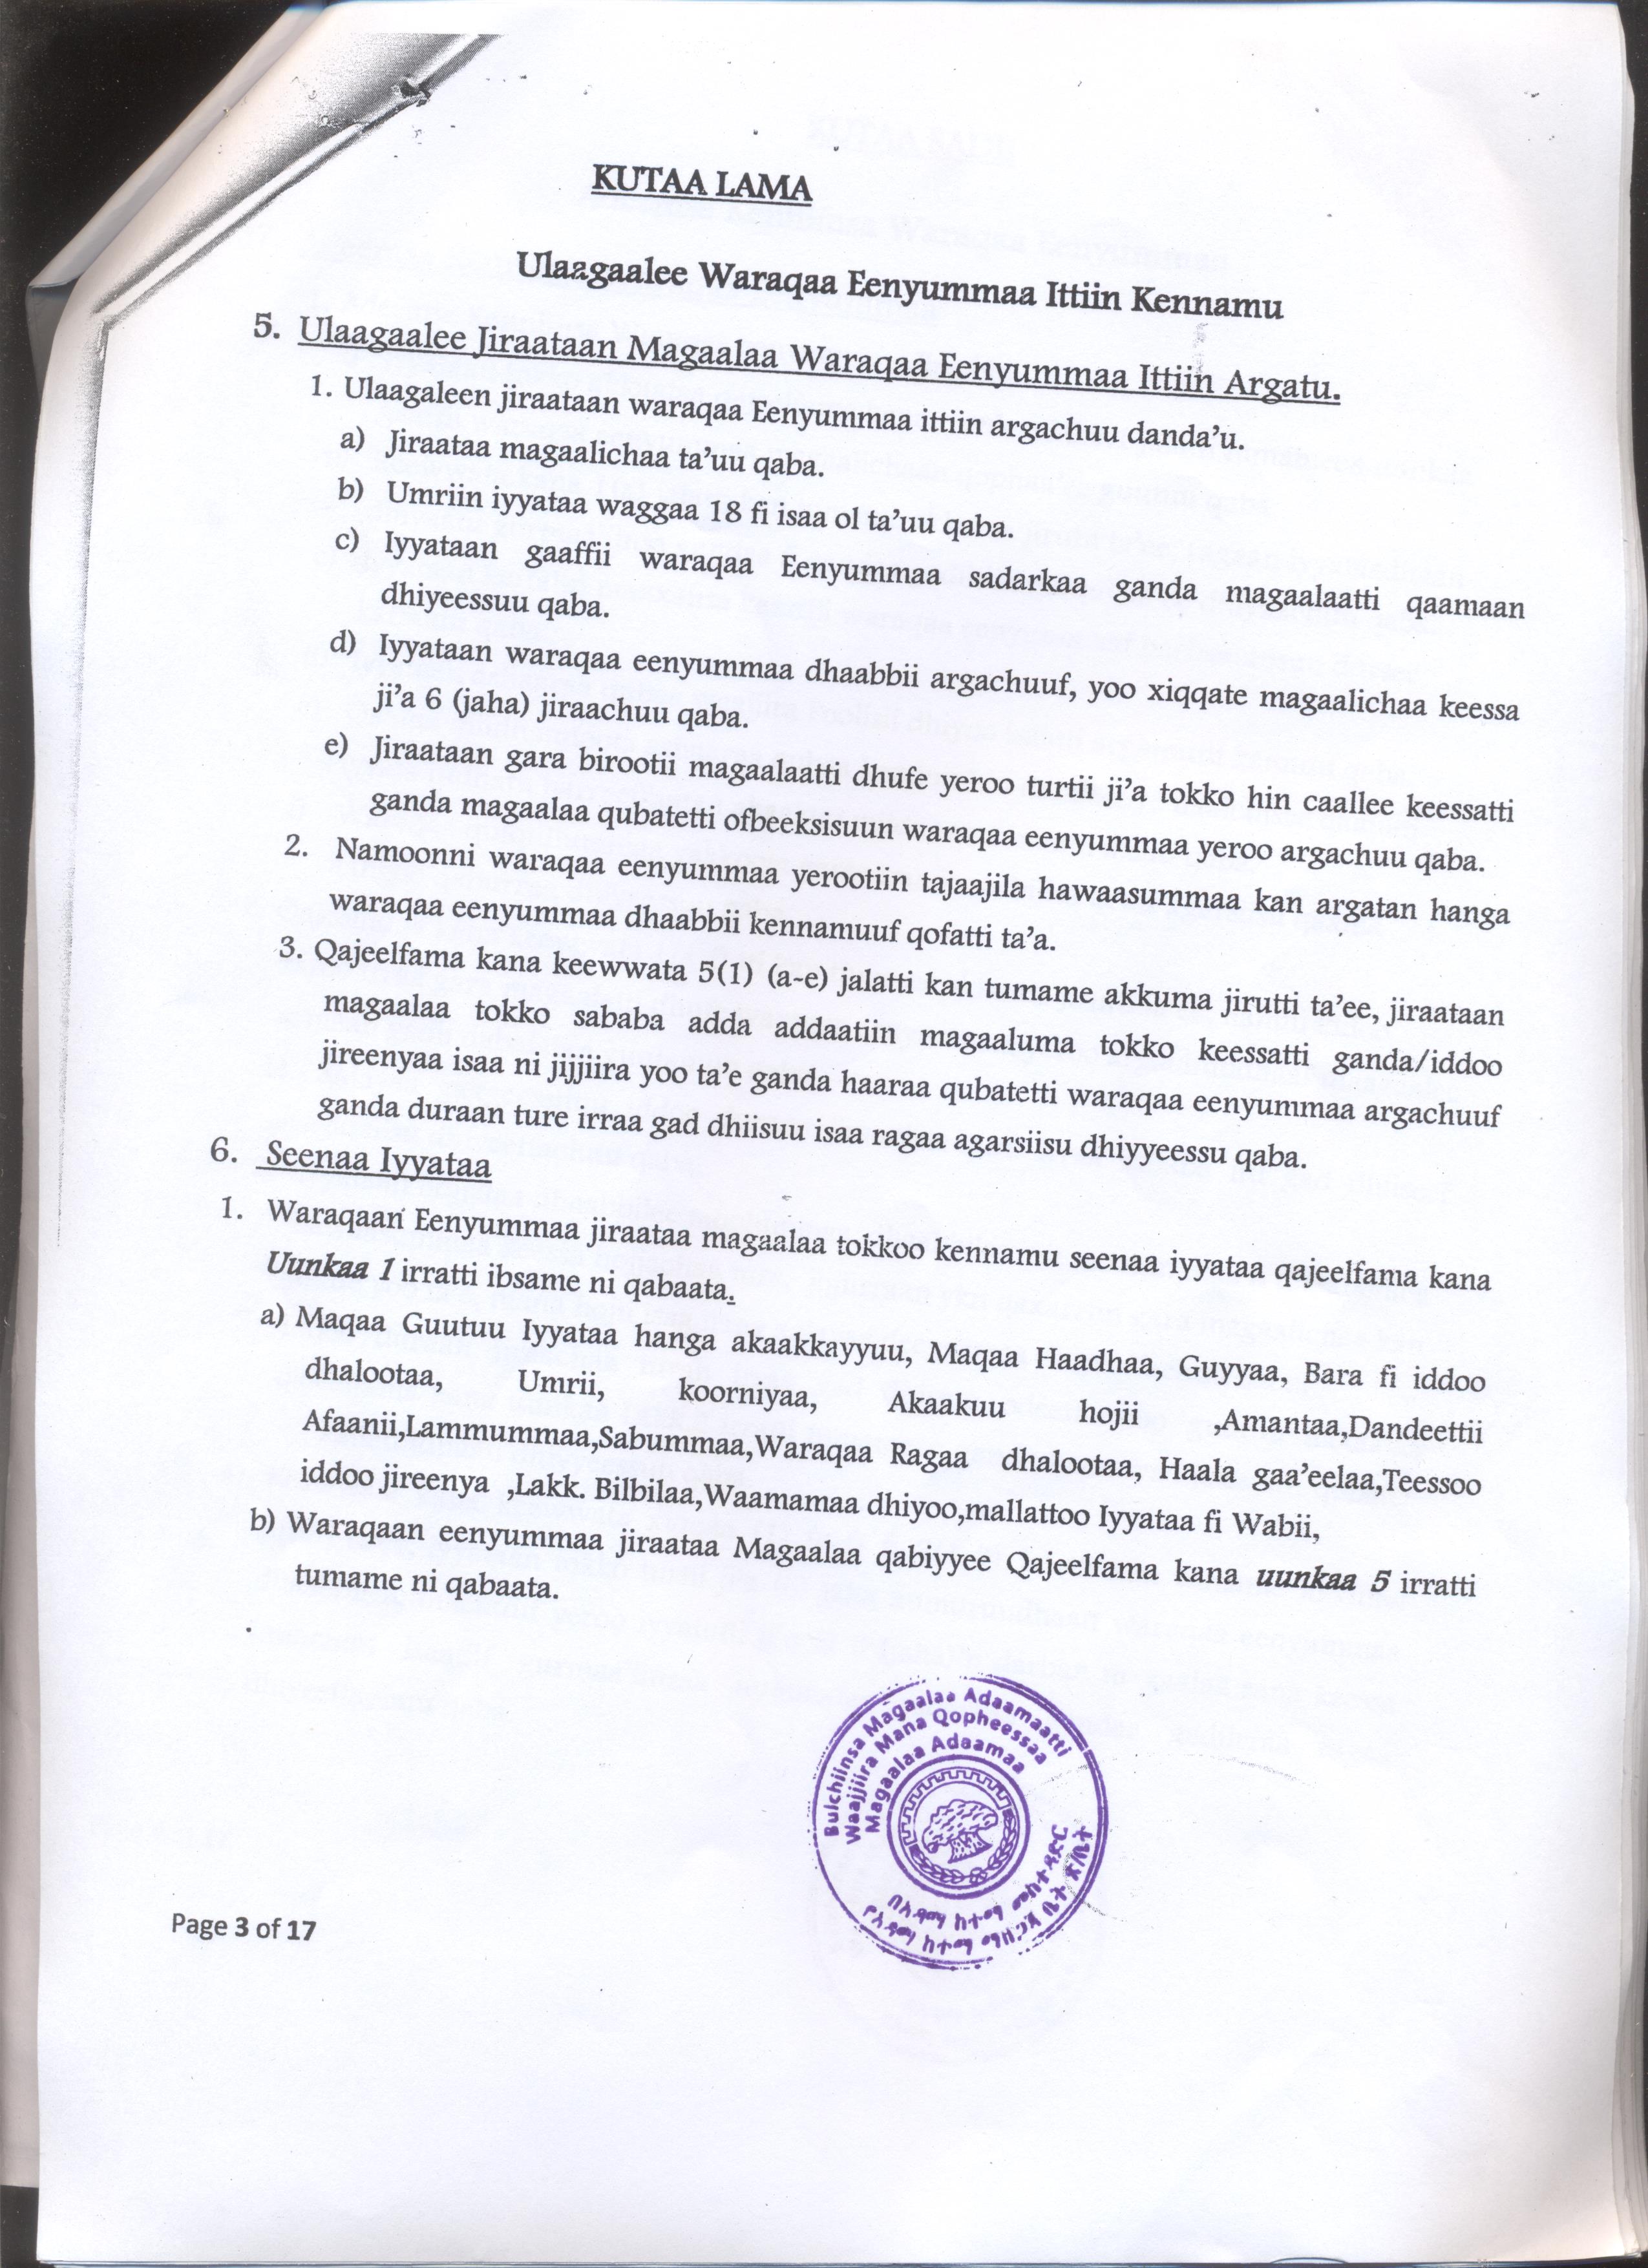 KUTAA LAMA
Ulaagaalee Waraqaa Eenyummaa Ittiin Kennamu
5. Ulaagaalee Jiraataan Magaalaa Waraqaa Eenyummaa Ittiin Argatu.
1. Ulaagaleen jiraataan waraqaa Eenyummaa ittiin argachuu danda’u.
a) Jiraataa magaalichaa ta’uu qaba.
b) Umriin iyyataa waggaa 18 fi isaa ol ta’uu qaba.
c) Iyyataan gaaffii waraqaa Eenyummaa sadarkaa ganda magaalaatti qaamaan
dhiyeessuu qaba.
d) Iyyataan waraqaa eenyummaa dhaabbii argachuuf, yoo xiqqate magaalichaa keessa
ji’a 6 (jaha) jiraachuu qaba.
e) Jiraataan gara birootii magaalaatti dhufe yeroo turtii ji’a tokko hin caallee keessatti
ganda magaalaa qubatetti ofbeeksisuun waraqaa eenyummaa yeroo argachuu qaba.
2. Namoonni waraqaa eenyummaa yerootiin tajaajila hawaasummaa kan argatan hanga
waraqaa eenyummaa dhaabbii kennamuuf qofatti ta’a.
3. Qajeelfama kana keewwata 5(1) (a-e) jalatti kan tumame akkuma jirutti ta’ee, jiraataan
magaalaa tokko sababa adda addaatiin magaaluma tokko keessatti ganda/iddoo
jireenyaa isaa ni jijjiira yoo ta’e ganda haaraa qubatetti waraqaa eenyummaa argachuuf
ganda duraan ture irraa gad dhiisuu isaa ragaa agarsiisu dhiyyeessu qaba.
6. Seenaa Iyyataa
1. Waraqaan Eenyummaa jiraataa magaalaa tokkoo kennamu seenaa iyyataa qajeelfama kana
Uunkaa 1 irratti ibsame ni qabaata.
a) Maqaa Guutuu Iyyataa hanga akaakkayyuu, Maqaa Haadhaa, Guyyaa, Bara fi iddoo
dhalootaa, Umrii, koorniyaa, Akaakuu hojii ,Amantaa,Dandeettii
Afaanii,Lammummaa,Sabummaa,Waraqaa Ragaa dhalootaa, Haala gaa’eelaa,Teessoo
iddoo jireenya ,Lakk. Bilbilaa,Waamamaa dhiyoo,mallattoo Iyyataa fi Wabii,
b) Waraqaan eenyummaa jiraataa Magaalaa qabiyyee Qajeelfama kana uunkaa 5 irratti
tumame ni qabaata.
Bulchiinsa Magaalaa Adaamaatti
Waajjiira Mana Qopheessaa
Magaalaa Adaamaa
በአዳማ ከተማ አስተዳደር
የአዳማ ከተማ ማዘጋጃ ቤት ጽ/ቤት
Page 3 of 17